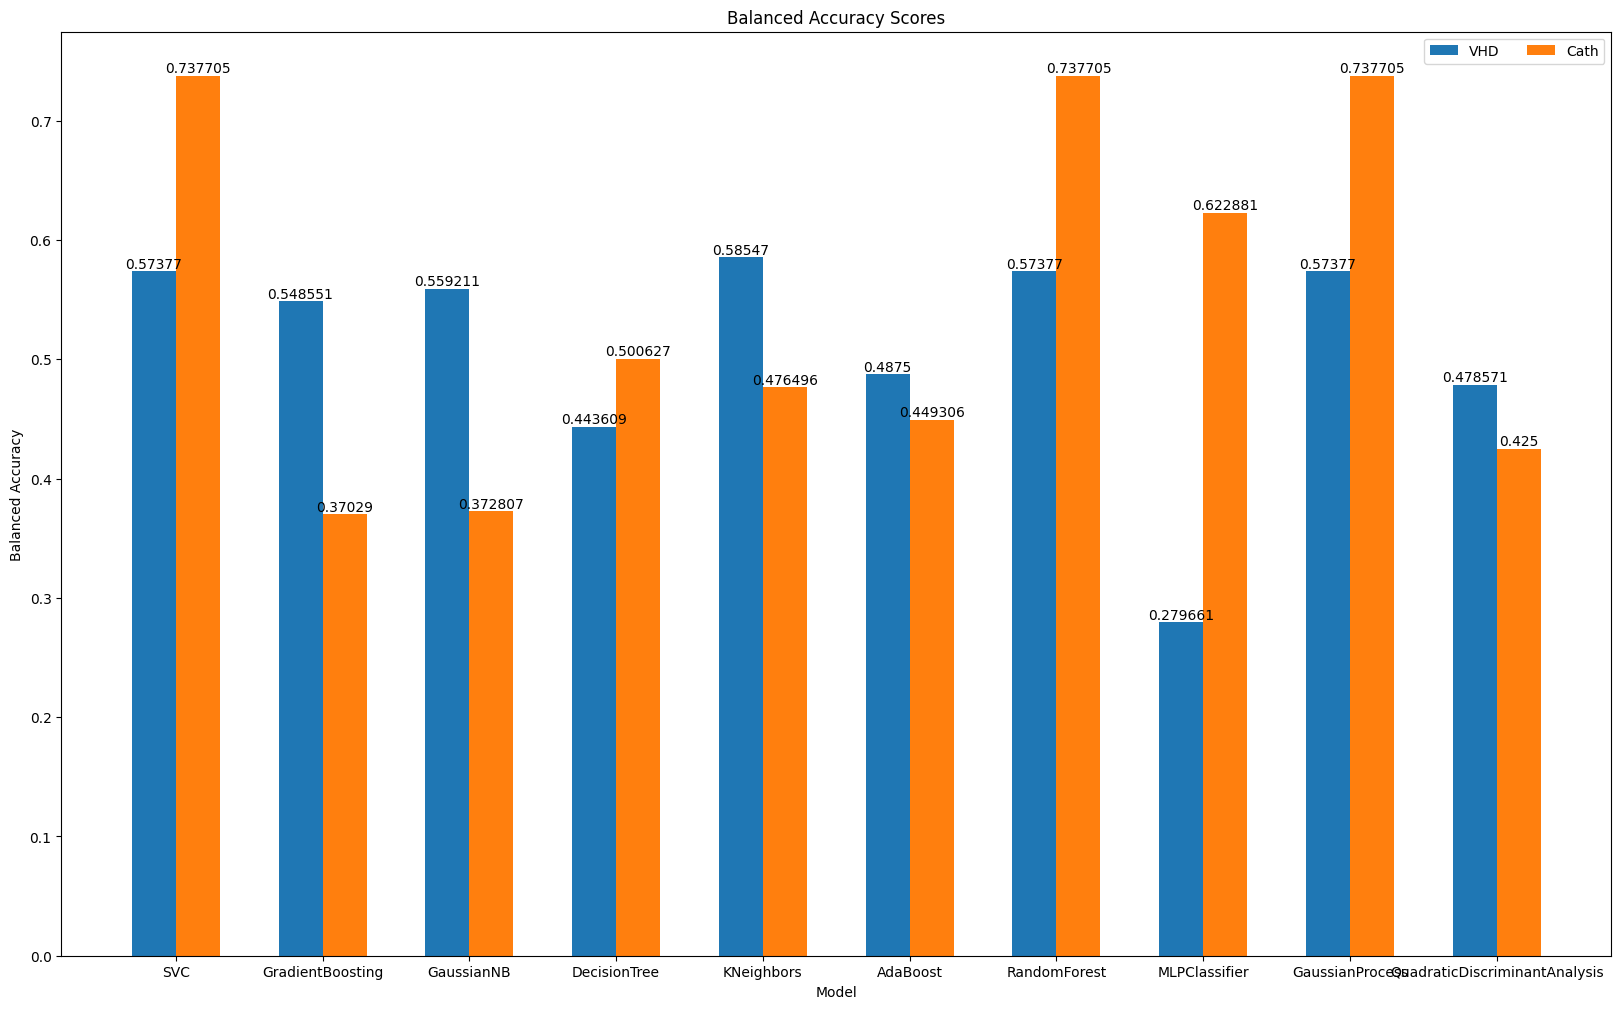 Balanced Accuracy Scores
VHD Cath
0.737705 0.737705 0.737705
0.7
0.622881
0.6
0.57377 0.548551 0.559211 0.58547 0.57377 0.57377
0.5
0.443609 0.500627 0.476496 0.4875 0.449306 0.478571 0.425
0.4
0.37029 0.372807
0.3
0.279661
0.2
0.1
0.0
Balanced Accuracy
SVC GradientBoosting GaussianNB DecisionTree KNeighbors AdaBoost RandomForest MLPClassifier GaussianProcess QuadraticDiscriminantAnalysis
Model